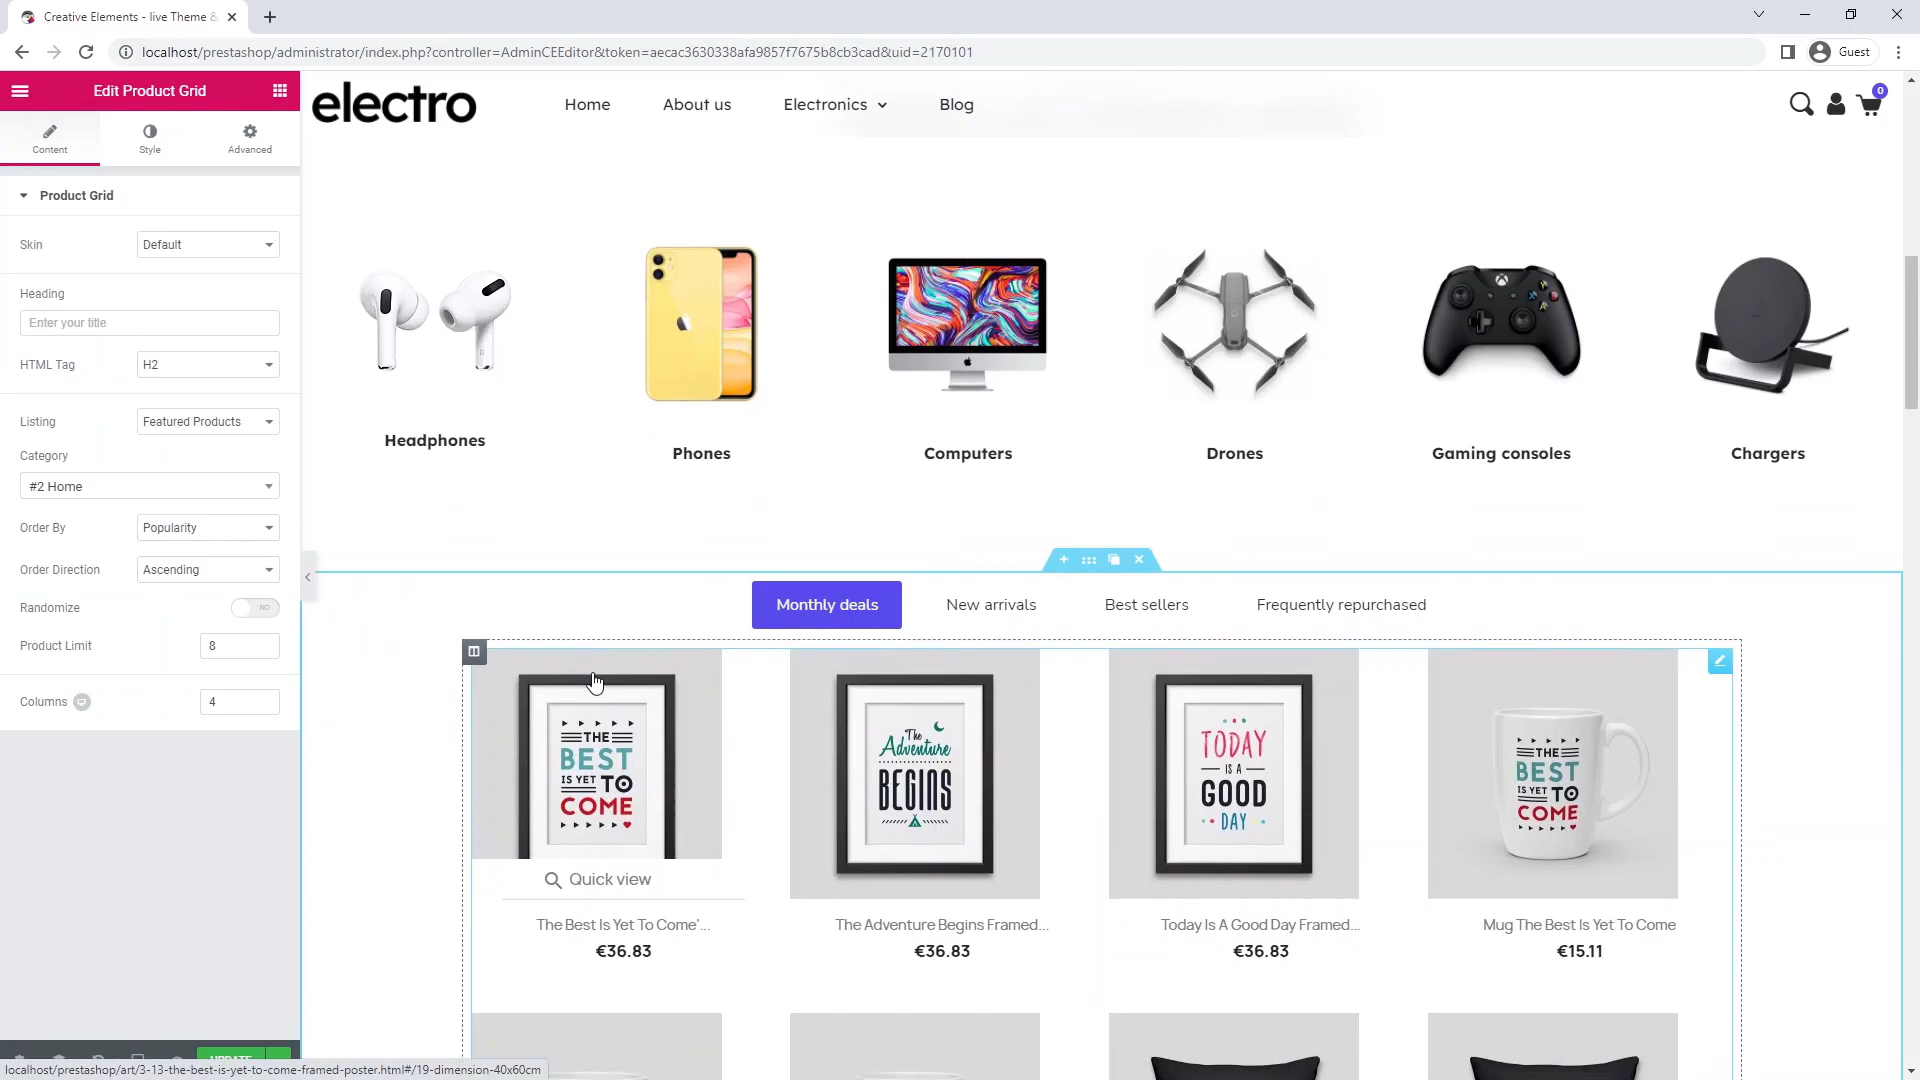 Creative Elements - live Theme &
localhost/prestashop/administrator/index.php?controller=AdminCEEditor&token=aecac3630338afa9857f7675b8cb3cad&uid=2170101
Guest
Edit Product Grid
Content
Style
Advanced
electro
Home
About us
Electronics
Blog
0
Product Grid
Skin
Default
Heading
Enter your title
HTML Tag
H2
Listing
Featured Products
Category
#2 Home
Order By
Popularity
Order Direction
Ascending
Randomize
NO
Product Limit
8
Columns
4
Headphones
Phones
Computers
Drones
Gaming consoles
Chargers
Monthly deals
New arrivals
Best sellers
Frequently repurchased
THE
BEST
IS YET TO
COME
The
Adventure
BEGINS
TODAY
IS A
GOOD
DAY
THE
BEST
IS YET TO
COME
Quick view
The Best Is Yet To Come'...
€36.83
The Adventure Begins Framed...
€36.83
Today Is A Good Day Framed...
€36.83
Mug The Best Is Yet To Come
€15.11
UPDATE
localhost/prestashop/art/3-13-the-best-is-yet-to-come-framed-poster.html#/19-dimension-40x60cm